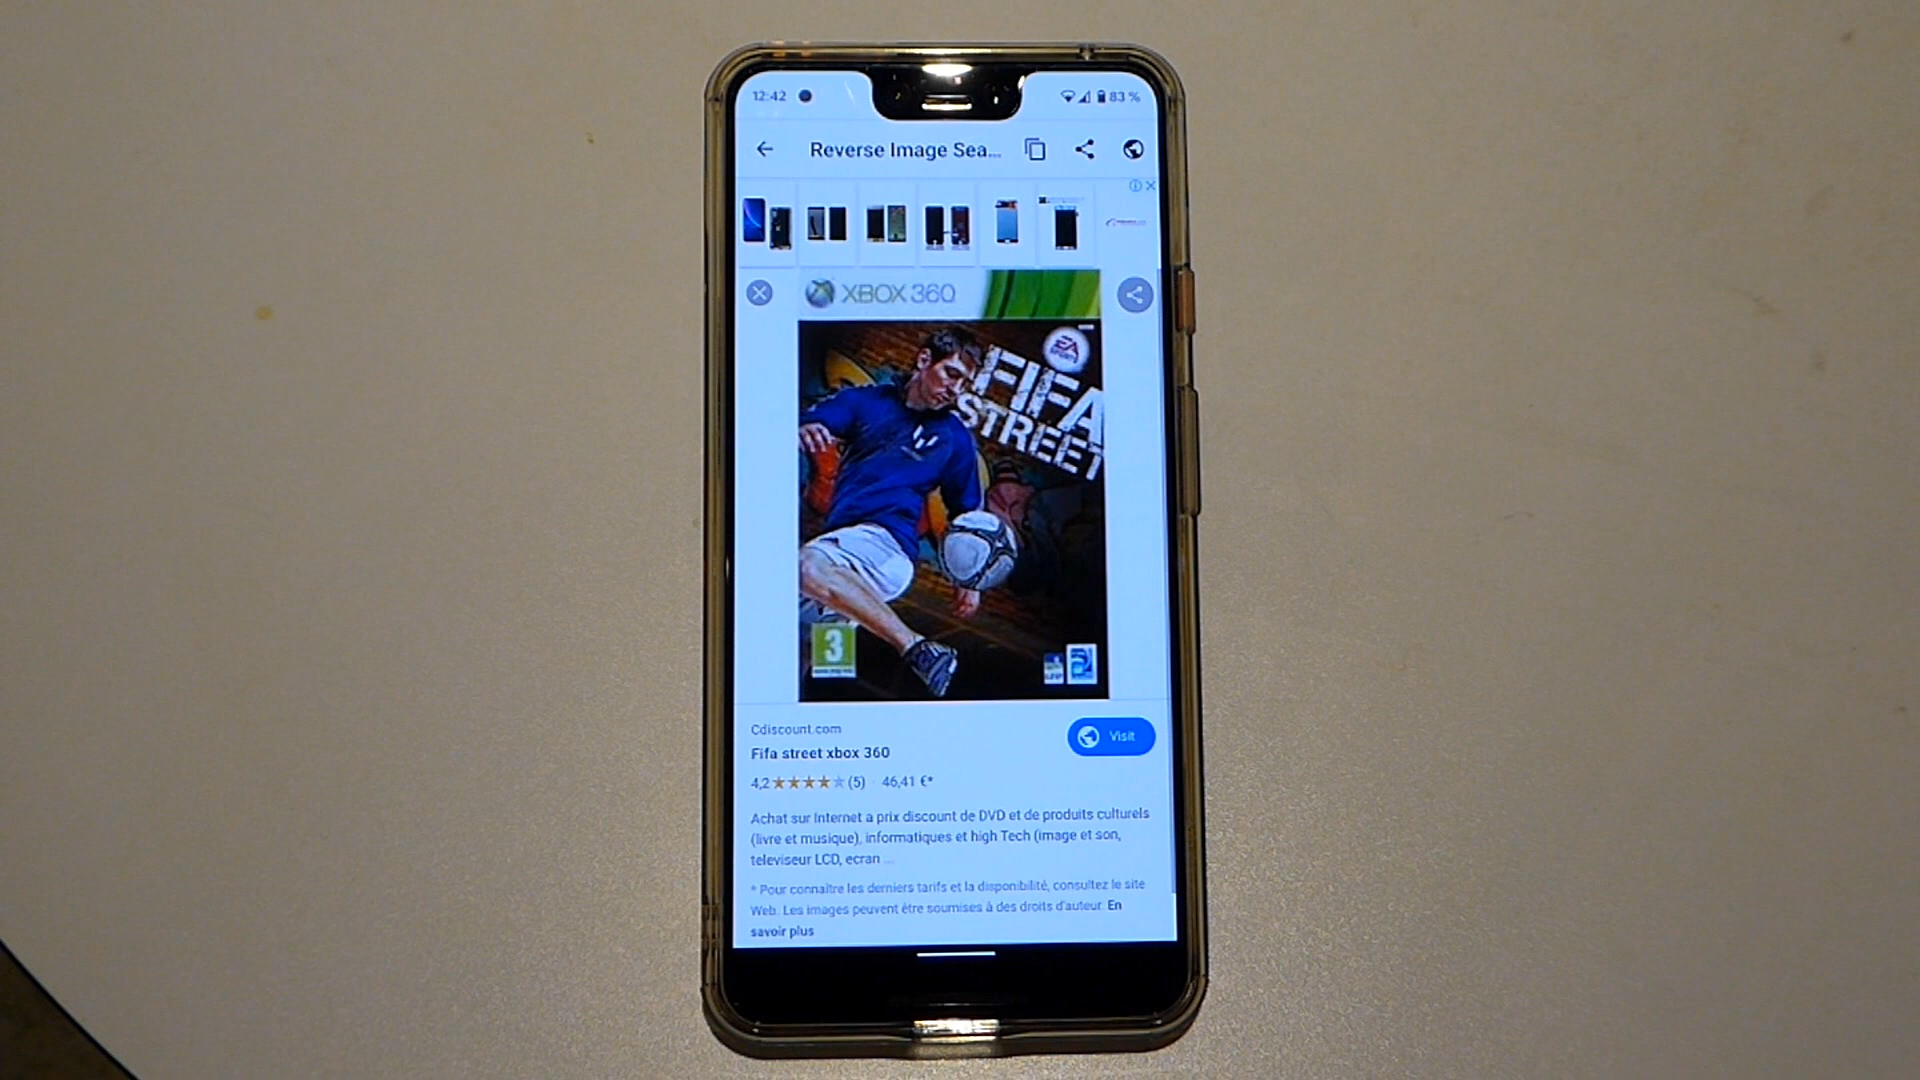 12:42
83 %
Reverse Image Sea...
XBOX 360
EA
SPORTS
FIFA
STREET
3
Cdiscount.com
Fifa street xbox 360
Visit
4,2 ★★★★★ (5) · 46,41 €*
Achat sur Internet a prix discount de DVD et de produits culturels
(livre et musique), informatiques et high Tech (image et son,
televiseur LCD, ecran ...
* Pour connaître les derniers tarifs et la disponibilité, consultez le site
Web. Les images peuvent être soumises à des droits d'auteur. En
savoir plus